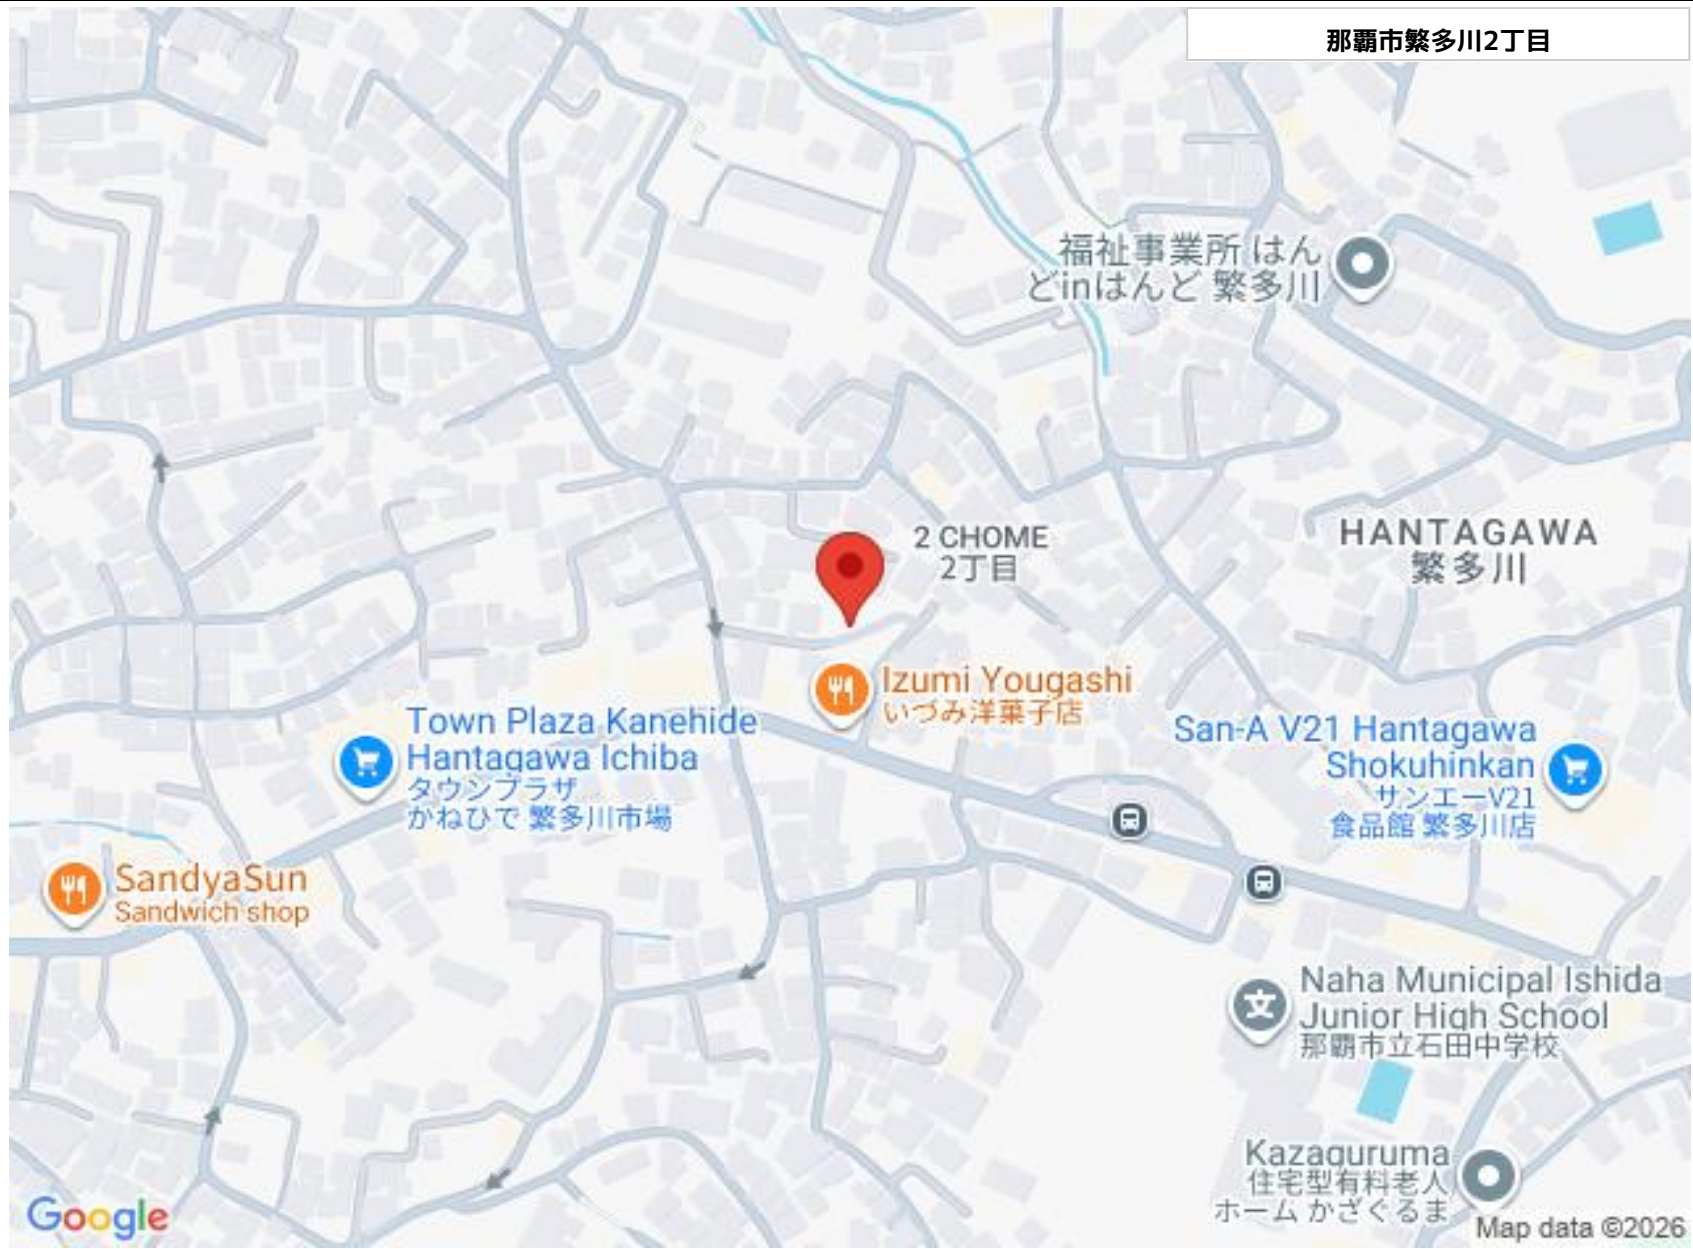 那覇市繁多川2丁目
福祉事業所 はん
どinはんど 繁多川
2 CHOME
2丁目
HANTAGAWA
繁多川
Izumi Yougashi
いづみ洋菓子店
Town Plaza Kanehide
Hantagawa Ichiba
タウンプラザ
かねひで 繁多川市場
San-A V21 Hantagawa
Shokuhinkan
サンエーV21
食品館 繁多川店
SandyaSun
Sandwich shop
Naha Municipal Ishida
Junior High School
那覇市立石田中学校
文
Kazaguruma
住宅型有料老人
ホーム かざぐるま
Google
Map data ©2026